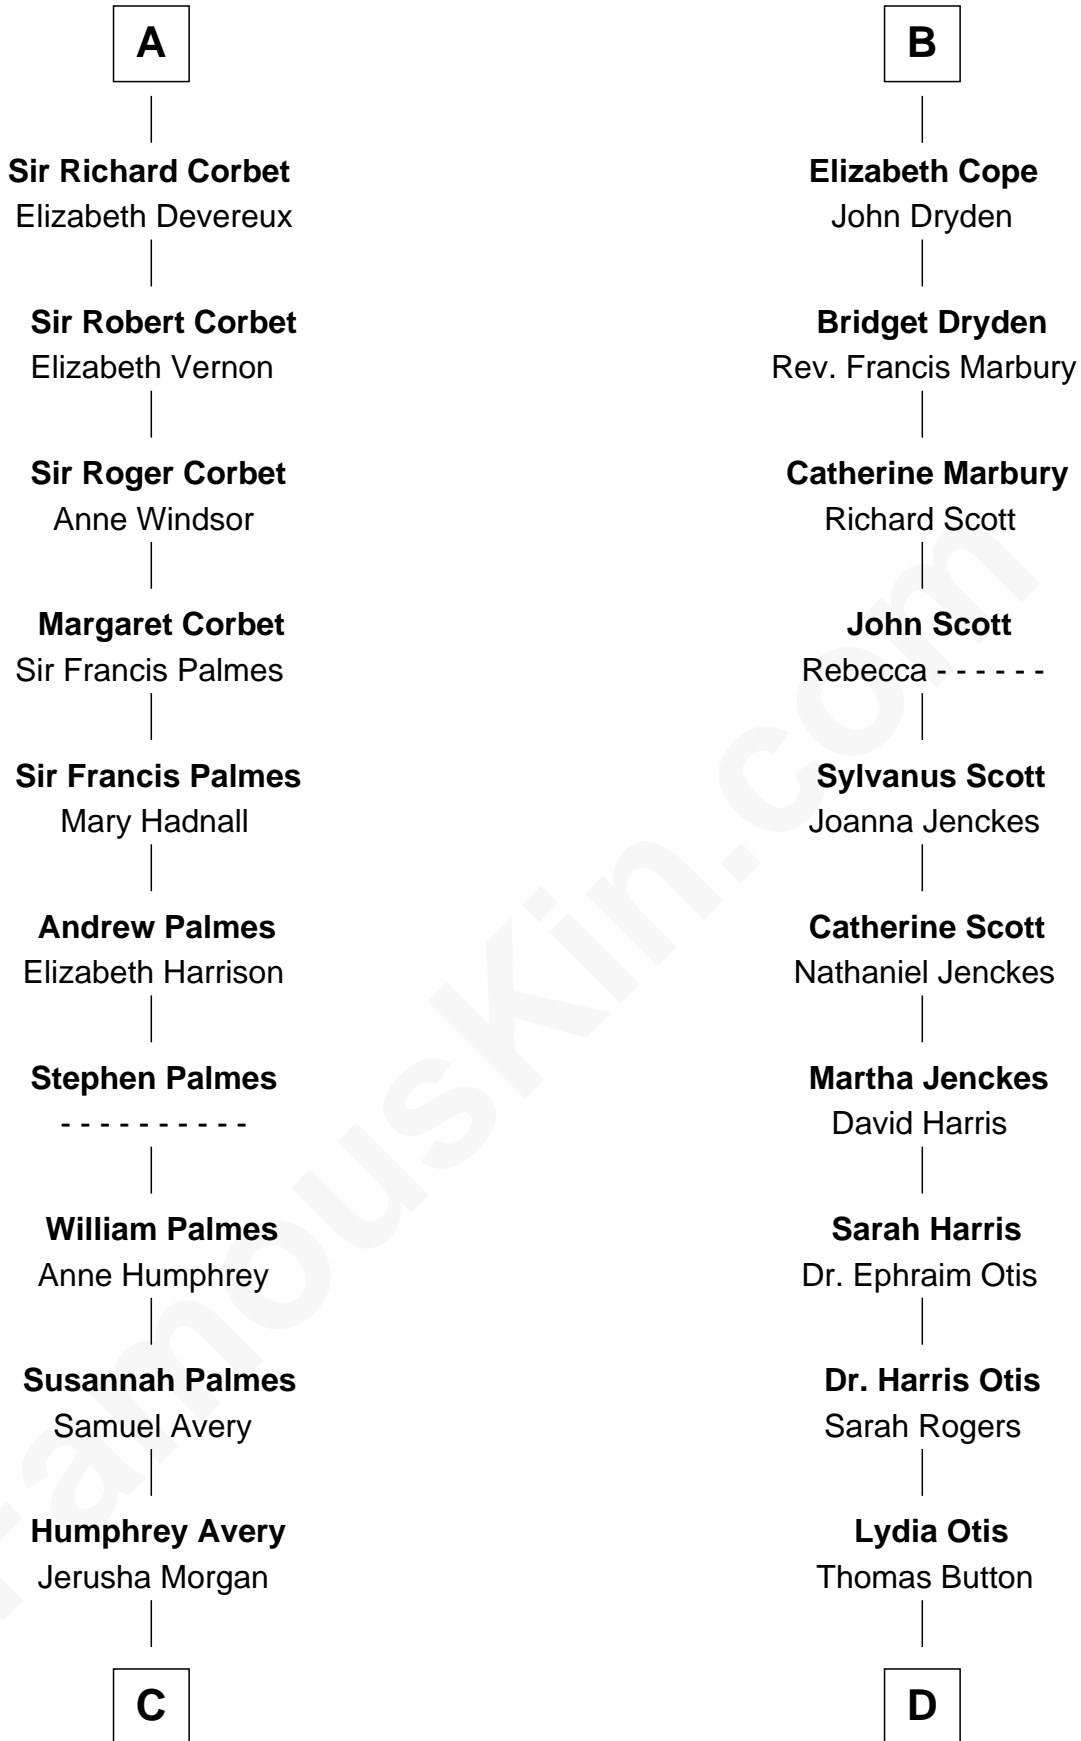 A
Sir Richard Corbet
Elizabeth Devereux
Sir Robert Corbet
Elizabeth Vernon
Sir Roger Corbet
Anne Windsor
Margaret Corbet
Sir Francis Palmes
Sir Francis Palmes
Mary Hadnall
Andrew Palmes
Elizabeth Harrison
Stephen Palmes
- - - - - - - - - -
William Palmes
Anne Humphrey
Susannah Palmes
Samuel Avery
Humphrey Avery
Jerusha Morgan
C
B
Elizabeth Cope
John Dryden
Bridget Dryden
Rev. Francis Marbury
Catherine Marbury
Richard Scott
John Scott
Rebecca - - - - - -
Sylvanus Scott
Joanna Jenckes
Catherine Scott
Nathaniel Jenckes
Martha Jenckes
David Harris
Sarah Harris
Dr. Ephraim Otis
Dr. Harris Otis
Sarah Rogers
Lydia Otis
Thomas Button
D
FamousKin.com